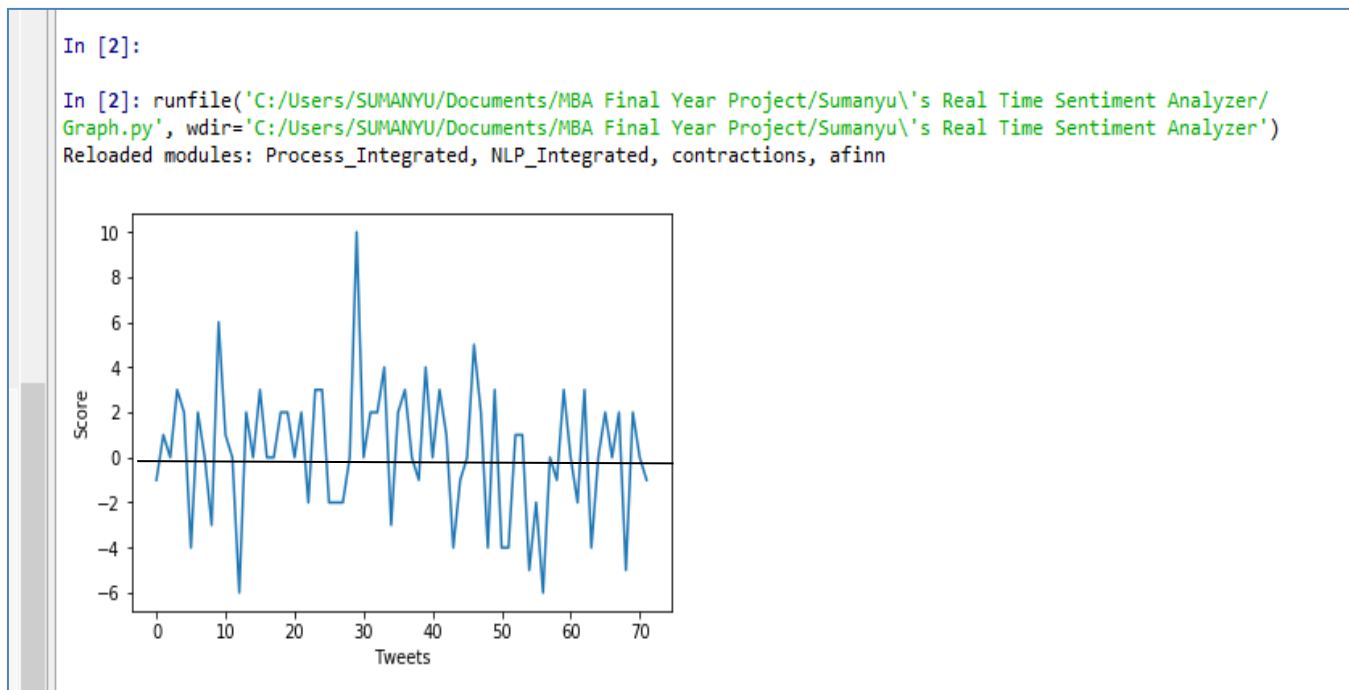 In [2]:
In [2]: runfile('C:/Users/SUMANYU/Documents/MBA Final Year Project/Sumanyu\'s Real Time Sentiment Analyzer/
Graph.py', wdir='C:/Users/SUMANYU/Documents/MBA Final Year Project/Sumanyu\'s Real Time Sentiment Analyzer')
Reloaded modules: Process_Integrated, NLP_Integrated, contractions, afinn
10
8
6
4
2
0
−2
−4
−6
Score
0 10 20 30 40 50 60 70
Tweets